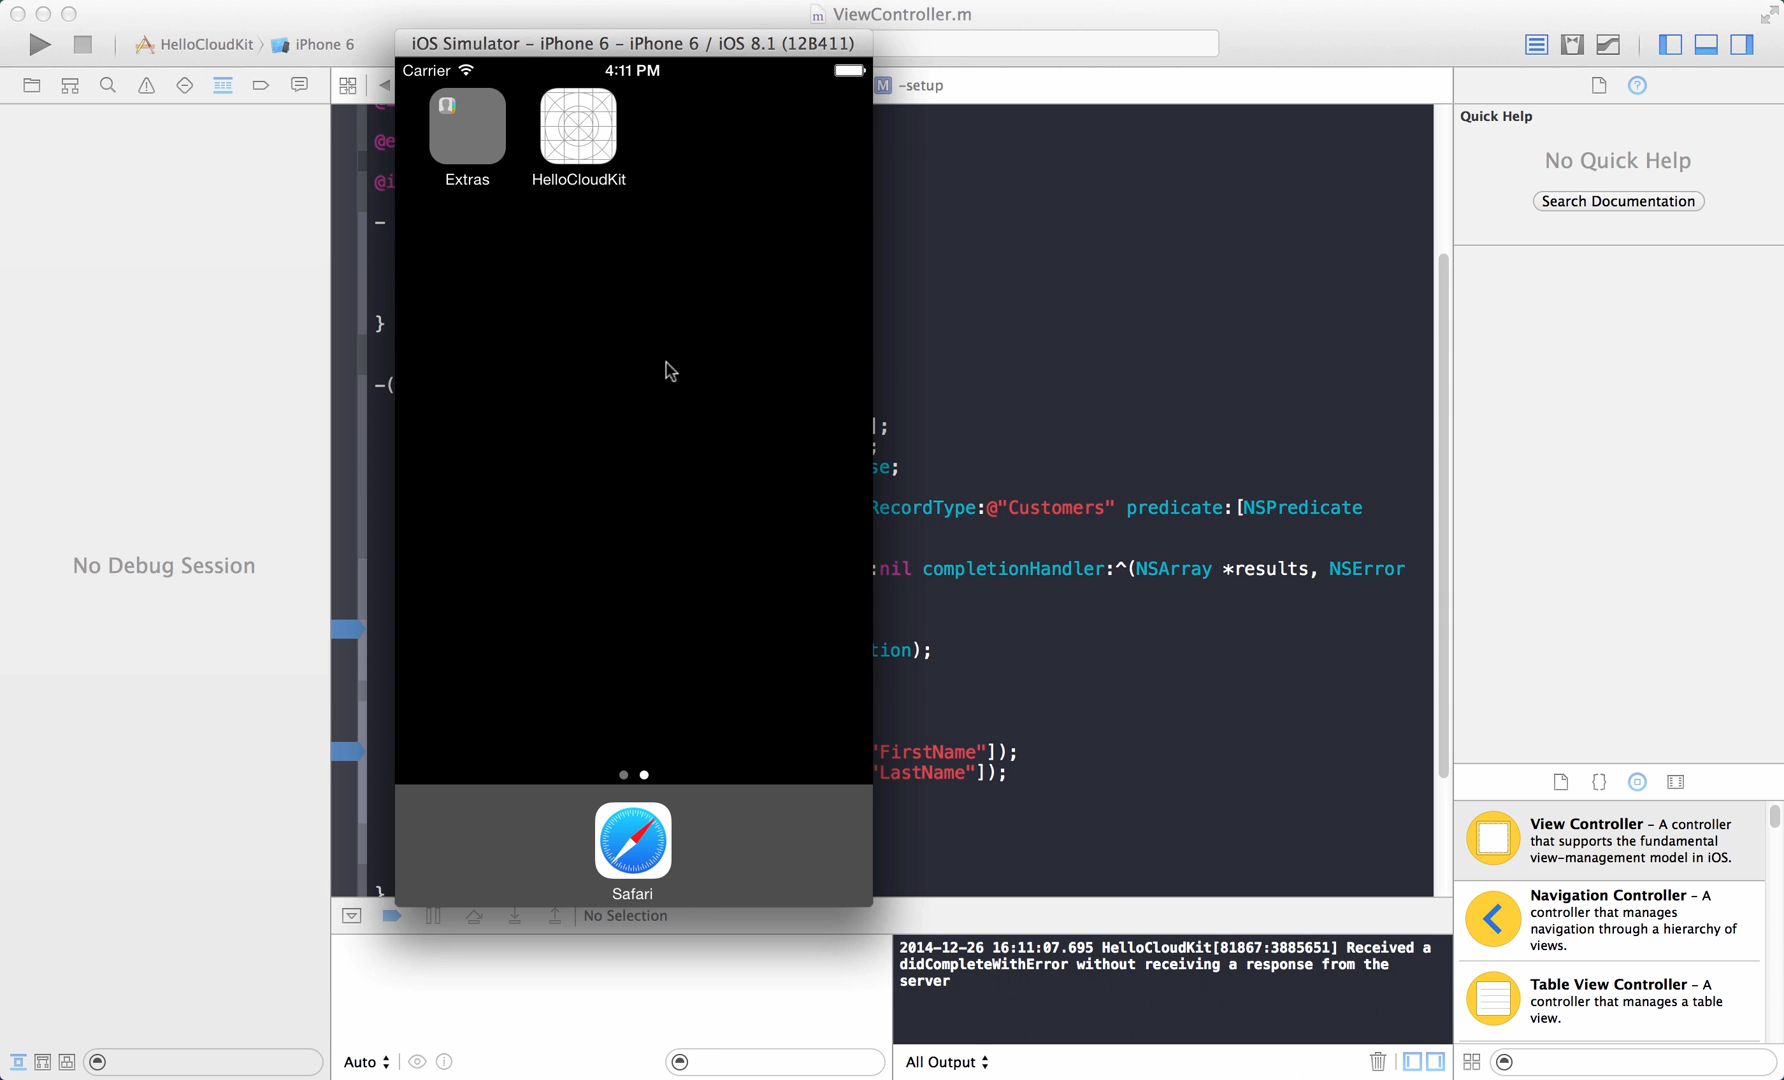 ViewController.m
HelloCloudKit
iPhone 6
iOS Simulator – iPhone 6 – iPhone 6 / iOS 8.1 (12B411)
Carrier
4:11 PM
M -setup
Extras
HelloCloudKit
Quick Help
No Quick Help
Search Documentation
@e
@i
–
}
-(
];
;
se;
RecordType:@"Customers" predicate:[NSPredicate
:nil completionHandler:^(NSArray *results, NSError
No Debug Session
tion);
"FirstName"]);
"LastName"]);
}
Safari
No Selection
2014-12-26 16:11:07.695 HelloCloudKit[81867:3885651] Received a
didCompleteWithError without receiving a response from the
server
View Controller – A controller
that supports the fundamental
view-management model in iOS.
Navigation Controller – A
controller that manages
navigation through a hierarchy of
views.
Table View Controller – A
controller that manages a table
view.
Auto
All Output